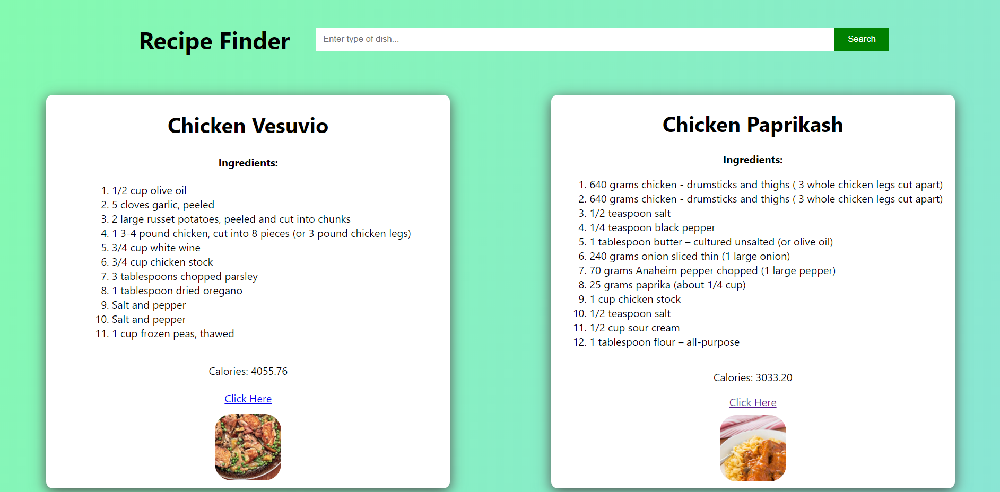 Recipe Finder
Enter type of dish...
Search
Chicken Vesuvio
Ingredients:
1. 1/2 cup olive oil
2. 5 cloves garlic, peeled
3. 2 large russet potatoes, peeled and cut into chunks
4. 1 3-4 pound chicken, cut into 8 pieces (or 3 pound chicken legs)
5. 3/4 cup white wine
6. 3/4 cup chicken stock
7. 3 tablespoons chopped parsley
8. 1 tablespoon dried oregano
9. Salt and pepper
10. Salt and pepper
11. 1 cup frozen peas, thawed
Calories: 4055.76
Click Here
Chicken Paprikash
Ingredients:
1. 640 grams chicken - drumsticks and thighs ( 3 whole chicken legs cut apart)
2. 640 grams chicken - drumsticks and thighs ( 3 whole chicken legs cut apart)
3. 1/2 teaspoon salt
4. 1/4 teaspoon black pepper
5. 1 tablespoon butter – cultured unsalted (or olive oil)
6. 240 grams onion sliced thin (1 large onion)
7. 70 grams Anaheim pepper chopped (1 large pepper)
8. 25 grams paprika (about 1/4 cup)
9. 1 cup chicken stock
10. 1/2 teaspoon salt
11. 1/2 cup sour cream
12. 1 tablespoon flour – all-purpose
Calories: 3033.20
Click Here